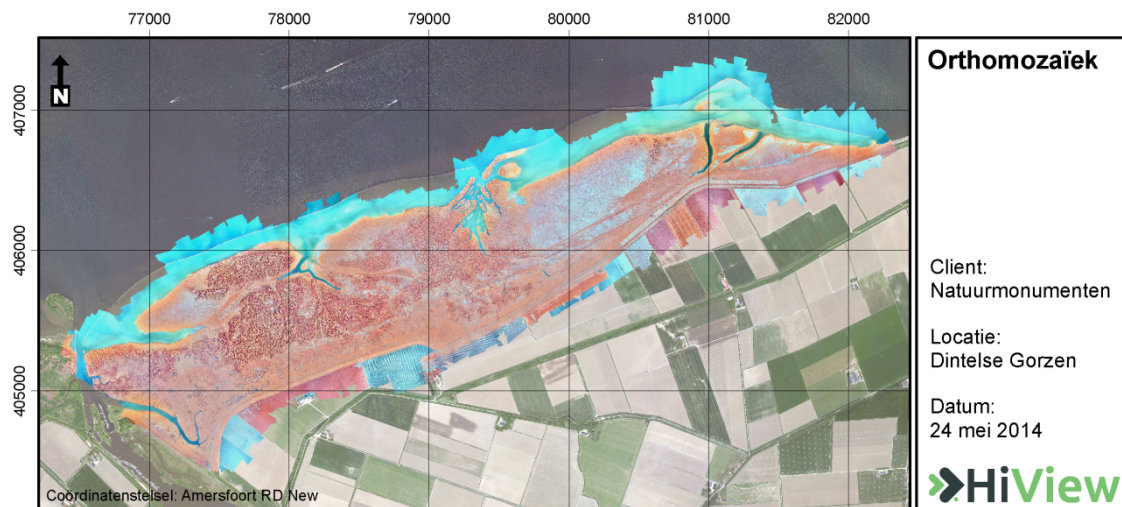 77000 78000 79000 80000 81000 82000
407000
406000
405000
N
Coördinatenstelsel: Amersfoort RD New
Orthomozaïek
Client:
Natuurmonumenten
Locatie:
Dintelse Gorzen
Datum:
24 mei 2014
HiView